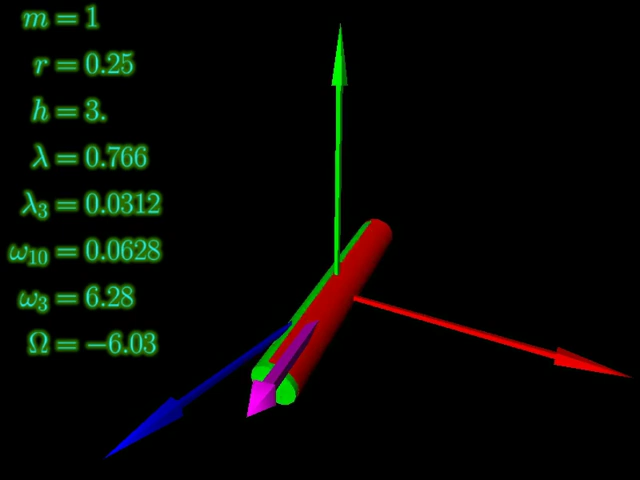 m = 1
r = 0.25
h = 3.
λ = 0.766
λ₃ = 0.0312
ω₁₀ = 0.0628
ω₃ = 6.28
Ω = −6.03